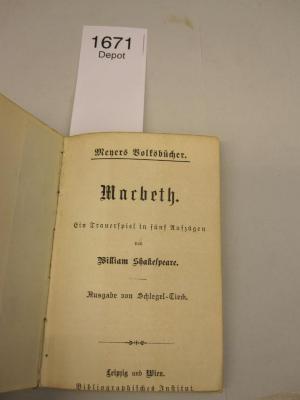 1671
Depot
Meyers Volksbücher.
Macbeth.
Ein Trauerspiel in fünf Aufzügen
von
William Shakespeare.
Ausgabe von Schlegel-Tieck.
Leipzig und Wien.
Bibliographisches Institut